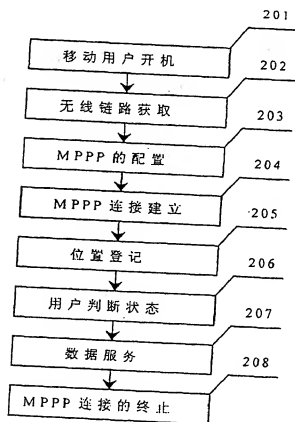 201
移动用户开机
202
无线链路获取
203
MPPP的配置
204
MPPP连接建立
205
位置登记
206
用户判断状态
207
数据服务
208
MPPP连接的终止